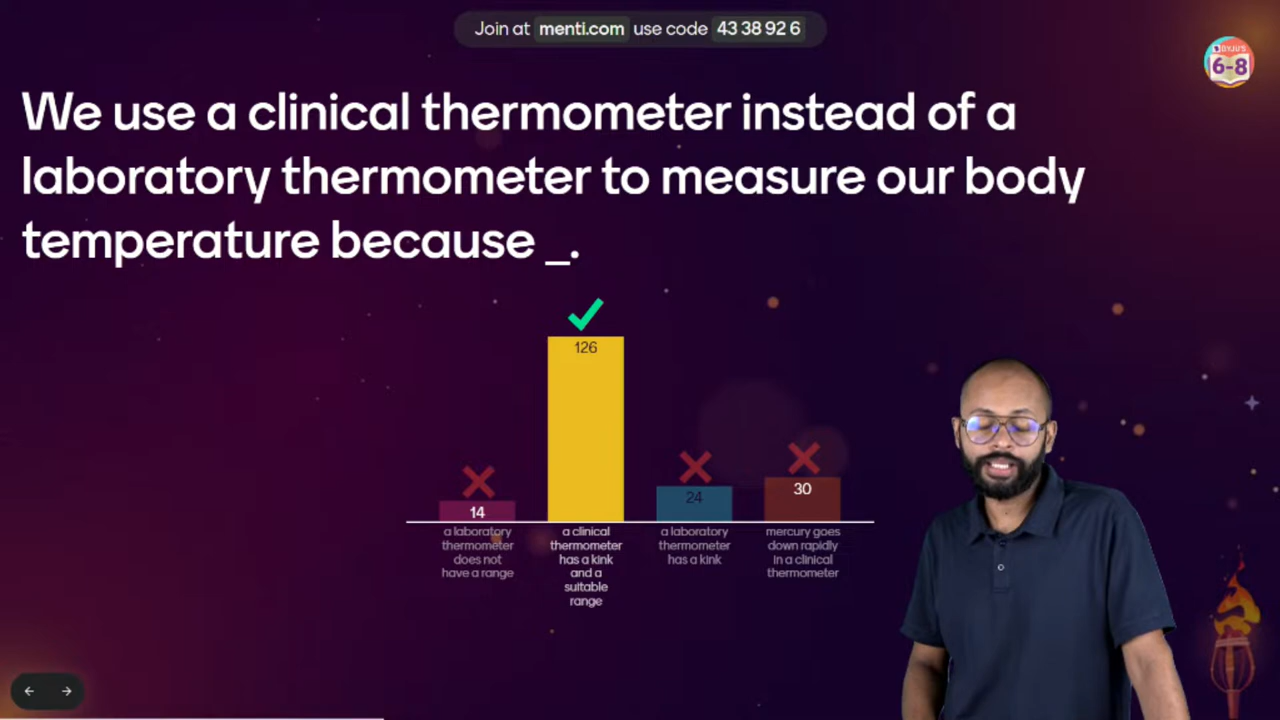 Join at menti.com use code 43 38 92 6
BYJU'S
6-8
We use a clinical thermometer instead of a
laboratory thermometer to measure our body
temperature because _.
126
14
24
30
a laboratory
thermometer
does not
have a range
a clinical
thermometer
has a kink
and a
suitable
range
a laboratory
thermometer
has a kink
mercury goes
down rapidly
in a clinical
thermometer